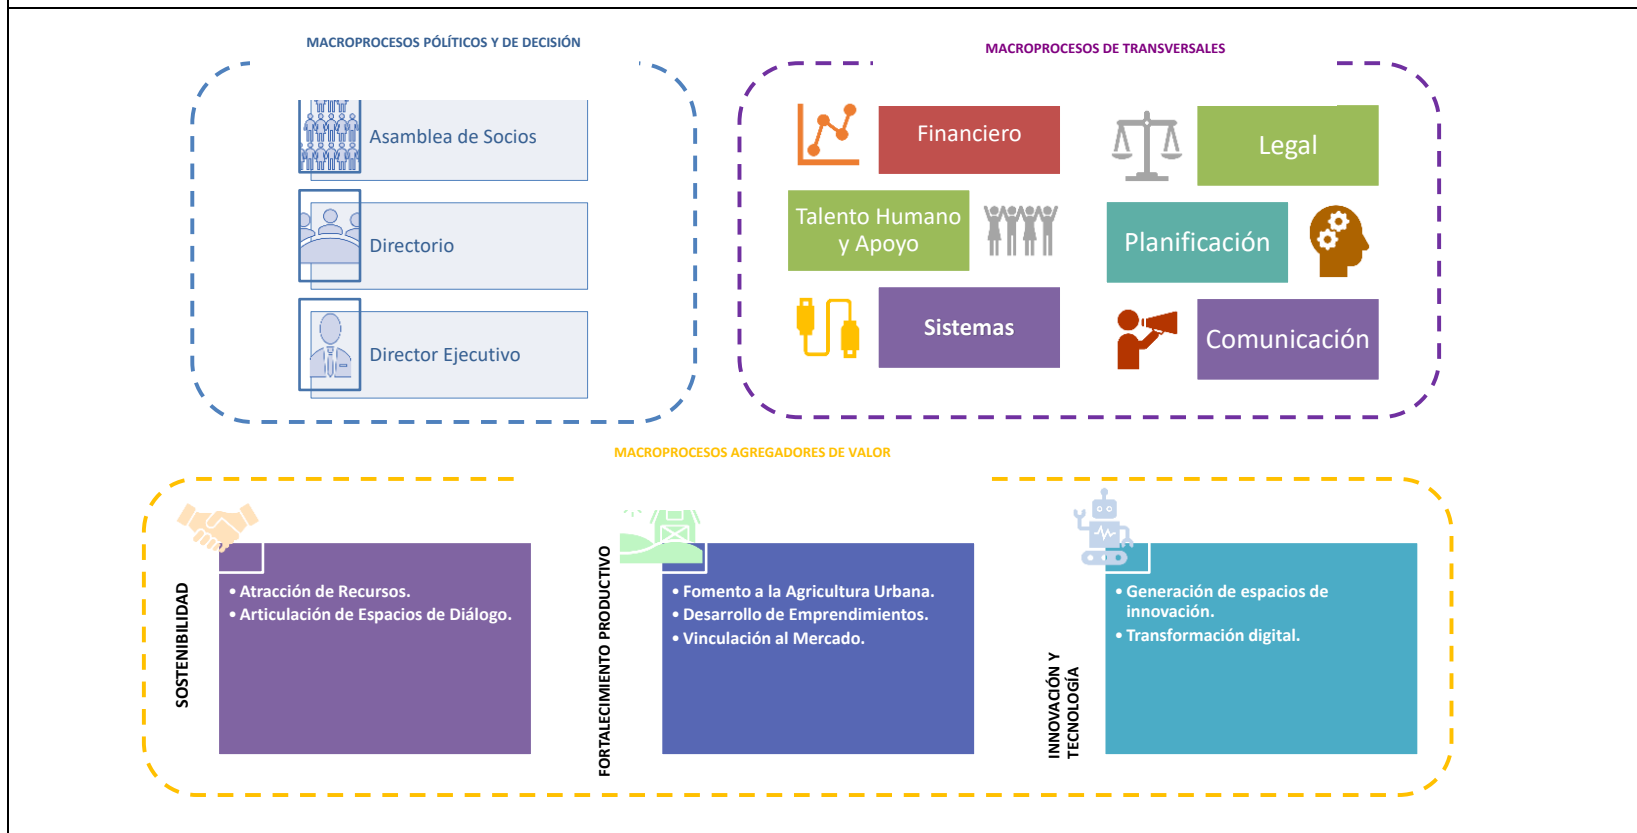 MACROPROCESOS PÓLÍTICOS Y DE DECISIÓN
Asamblea de Socios
Directorio
Director Ejecutivo
MACROPROCESOS DE TRANSVERSALES
Financiero
Legal
Talento Humano
y Apoyo
Planificación
Sistemas
Comunicación
MACROPROCESOS AGREGADORES DE VALOR
SOSTENIBILIDAD
• Atracción de Recursos.
• Articulación de Espacios de Diálogo.
FORTALECIMIENTO PRODUCTIVO
• Fomento a la Agricultura Urbana.
• Desarrollo de Emprendimientos.
• Vinculación al Mercado.
INNOVACIÓN Y
TECNOLOGÍA
• Generación de espacios de
innovación.
• Transformación digital.